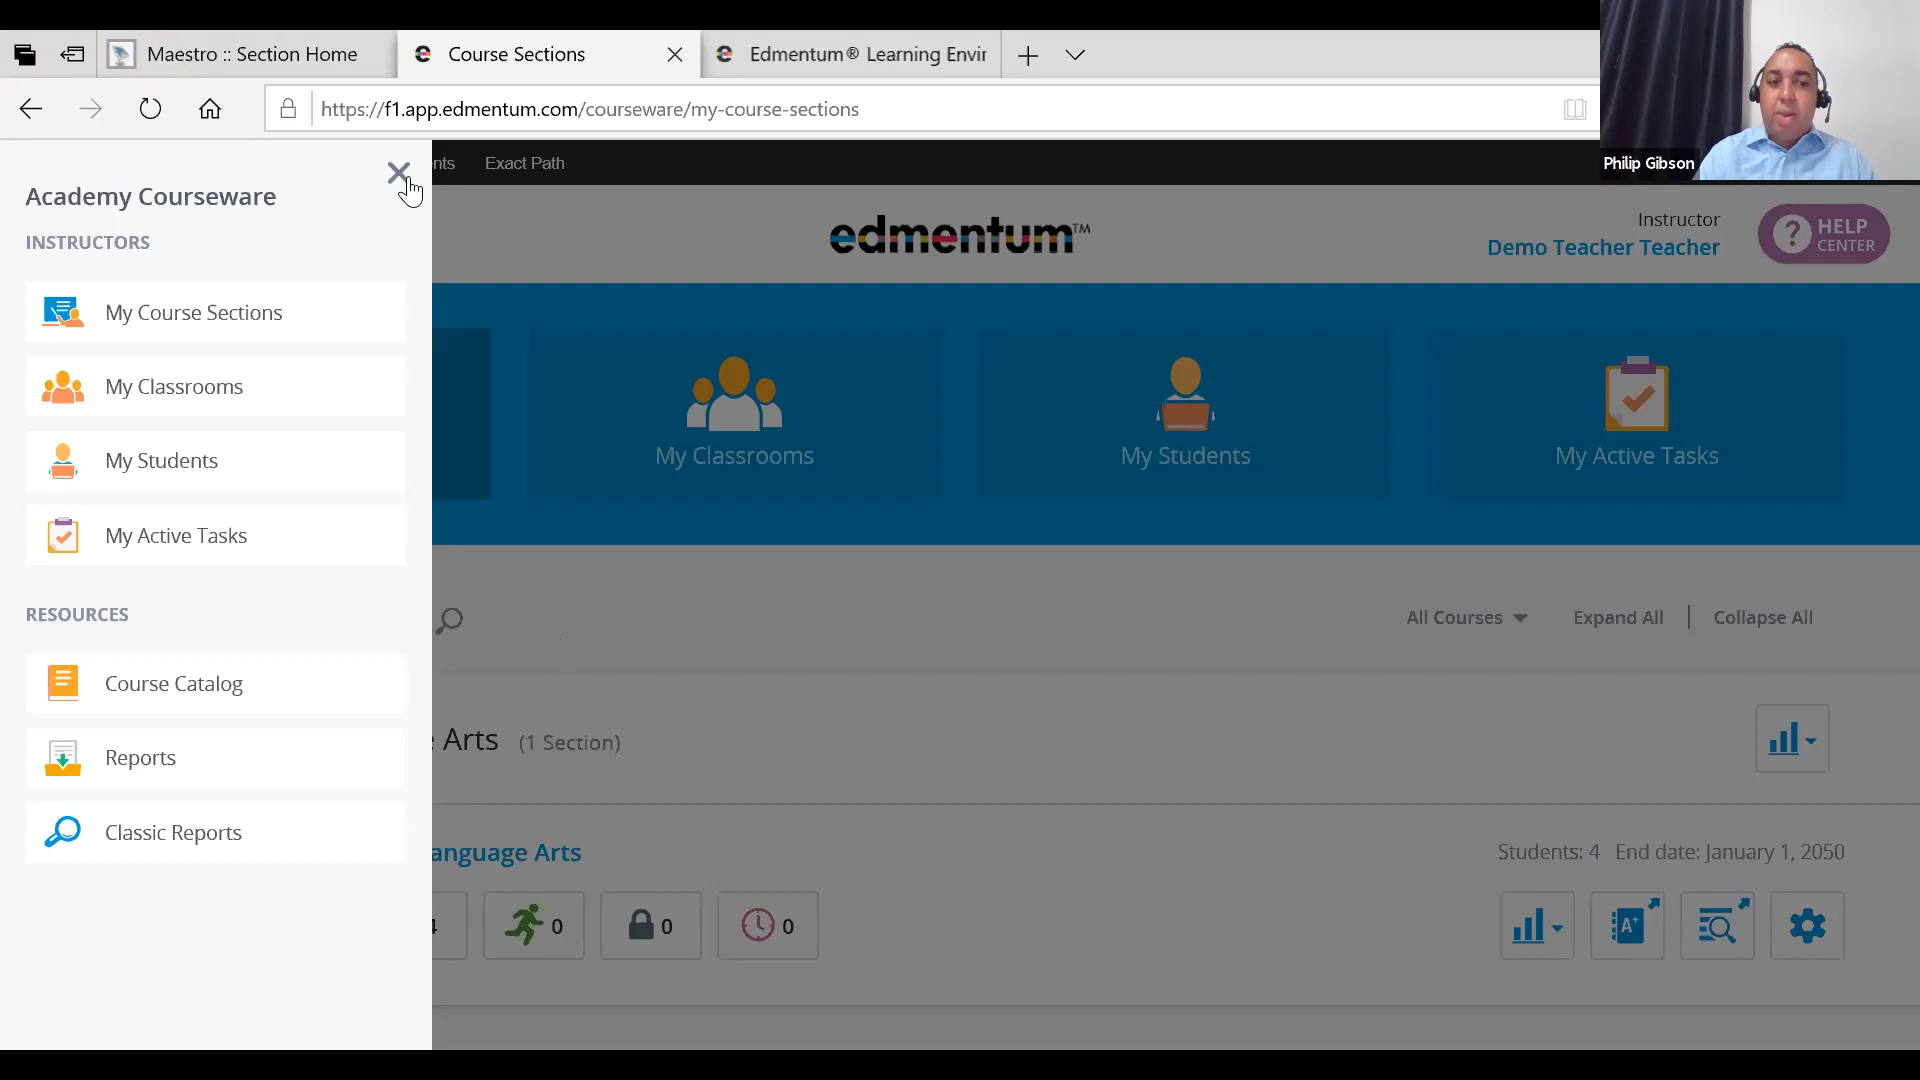 Maestro :: Section Home
Course Sections
Edmentum® Learning Envir
https://f1.app.edmentum.com/courseware/my-course-sections
Philip Gibson
nts
Exact Path
Academy Courseware
INSTRUCTORS
My Course Sections
My Classrooms
My Students
My Active Tasks
RESOURCES
Course Catalog
Reports
Classic Reports
edmentum™
Instructor
Demo Teacher Teacher
? HELP
CENTER
My Classrooms
My Students
My Active Tasks
All Courses
Expand All | Collapse All
Arts (1 Section)
anguage Arts
Students: 4 End date: January 1, 2050
4
0
0
0
A+